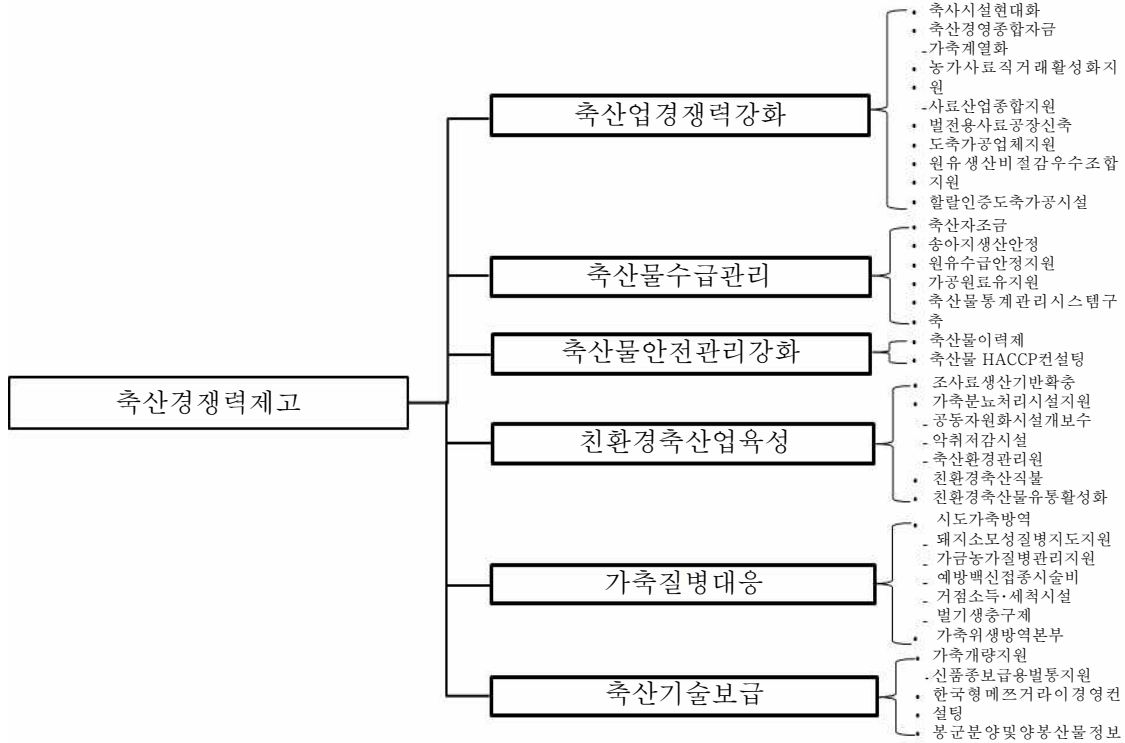 축산경쟁력제고
축산업경쟁력강화
• 축사시설현대화
• 축산경영종합자금
- 가축계열화
• 농가사료직거래활성화지
• 원
- 사료산업종합지원
• 벌전용사료공장신축
• 도축가공업체지원
• 원유생산비절감우수조합
• 지원
• 할랄인증도축가공시설
축산물수급관리
• 축산자조금
• 송아지생산안정
• 원유수급안정지원
• 가공원료유지원
• 축산물통계관리시스템구
• 축
축산물안전관리강화
• 축산물이력제
• 축산물 HACCP컨설팅
친환경축산업육성
• 조사료생산기반확충
• 가축분뇨처리시설지원
- 공동자원화시설개보수
- 악취저감시설
- 축산환경관리원
• 친환경축산직불
• 친환경축산물유통활성화
가축질병대응
• 시도가축방역
- 돼지소모성질병지도지원
- 가금농가질병관리지원
- 예방백신접종시술비
- 거점소득·세척시설
- 벌기생충구제
• 가축위생방역본부
축산기술보급
• 가축개량지원
- 신품종보급용벌통지원
• 한국형메쯔거라이경영컨
• 설팅
• 봉군분양및양봉산물정보